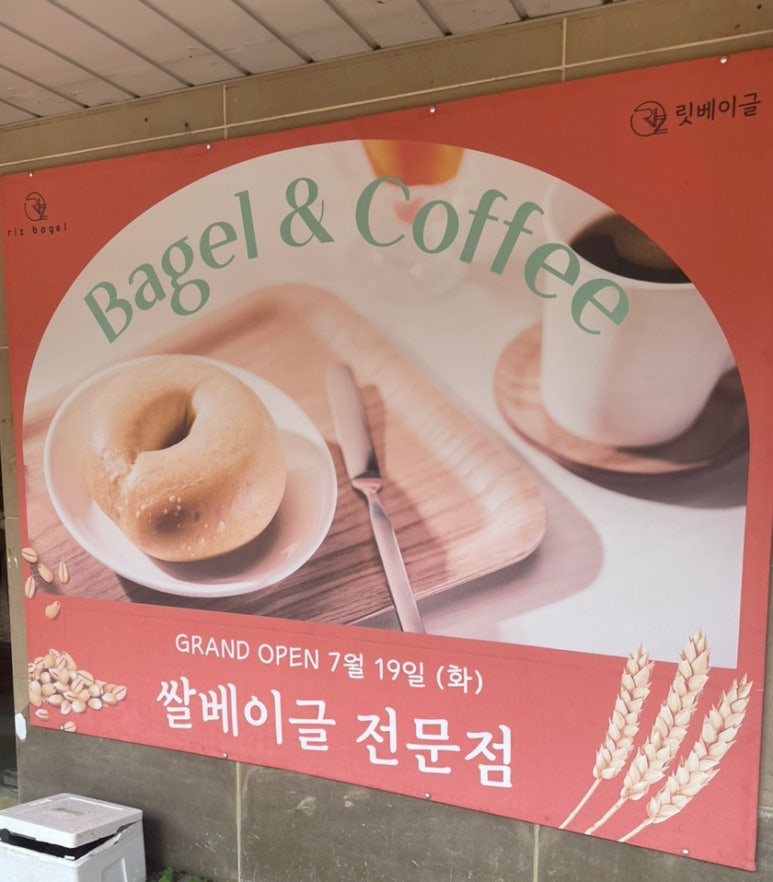 릿베이글
riz bagel
Bagel & Coffee
GRAND OPEN 7월 19일 (화)
쌀베이글 전문점